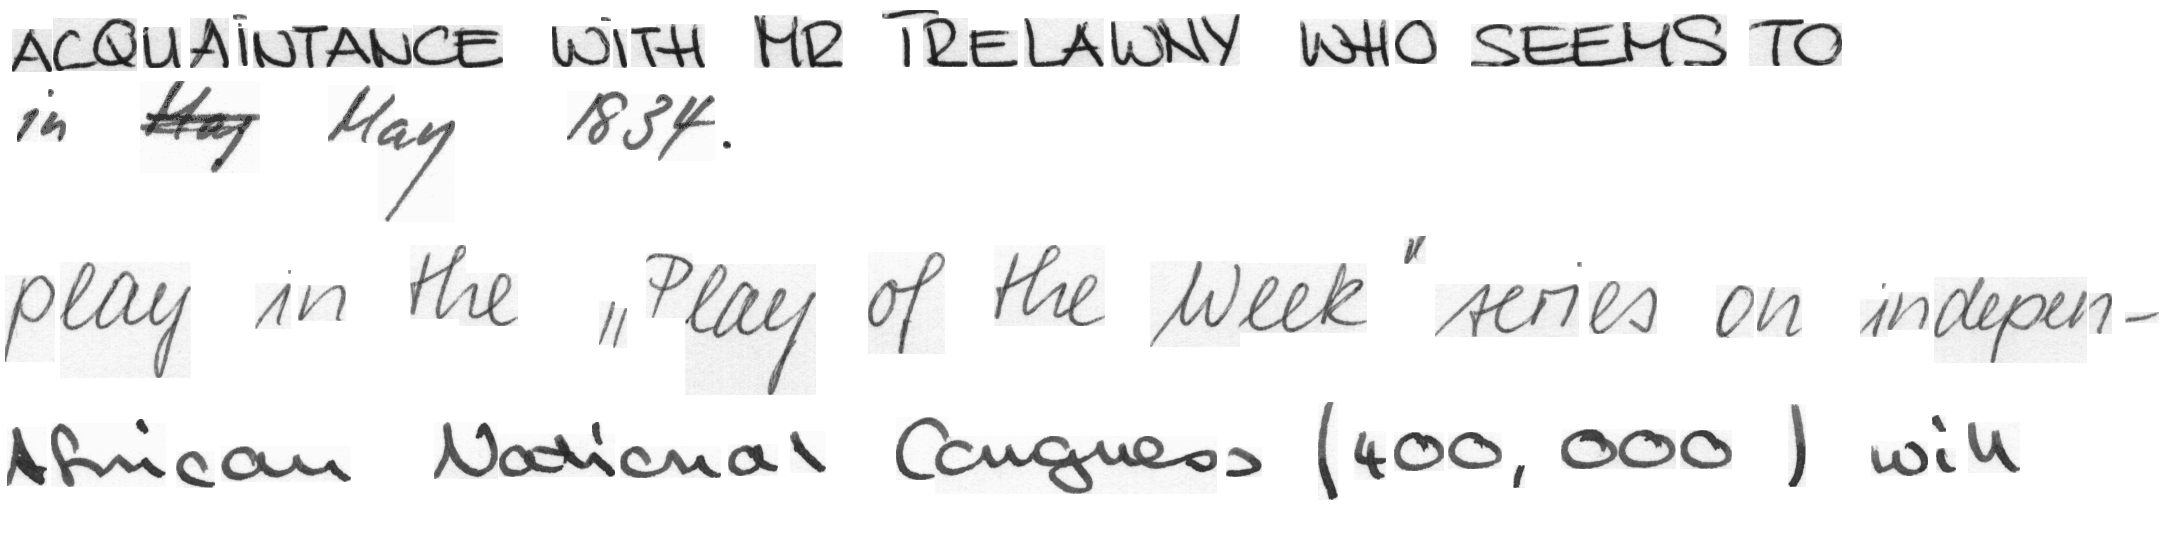 ACQUAINTANCE WITH MR TRELAWNY WHO SEEMS TO
in May May 1834.
play in the „Play of the Week" series on indepen-
African National Congress (400,000) will